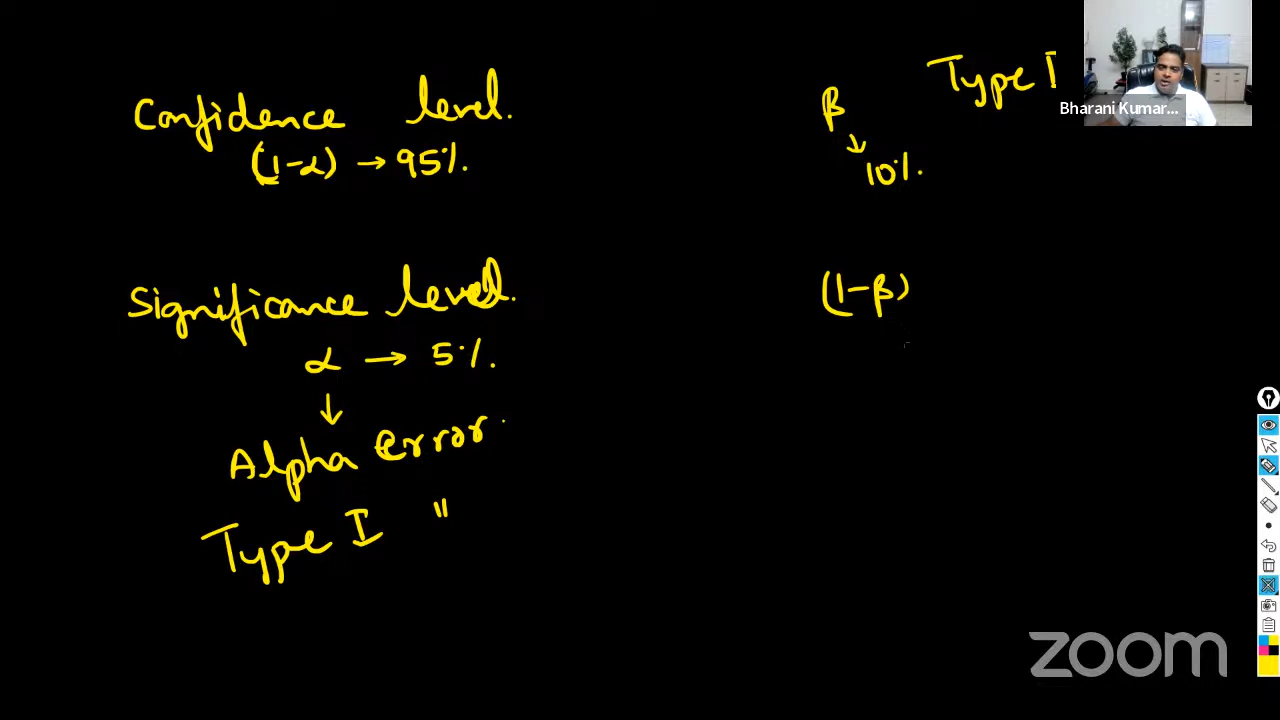 Confidence level.
(1-α) → 95%.
Significance level.
α → 5%.
↓
Alpha error.
Type I "
β
↓
10%.
Type I
(1-β)
Bharani Kumar...
zoom